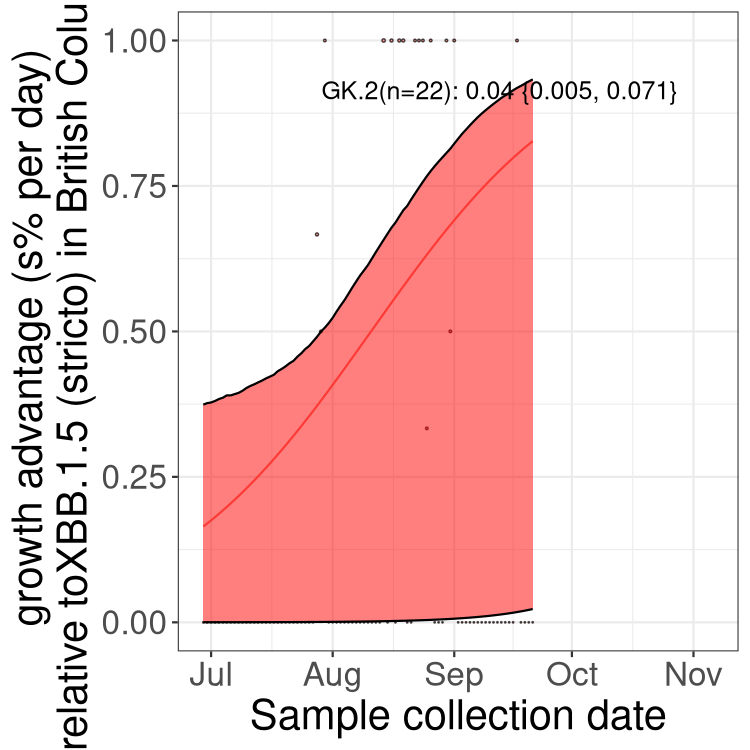 growth advantage (s% per day)
relative toXBB.1.5 (stricto) in British Colu
1.00
0.75
0.50
0.25
0.00
GK.2(n=22): 0.04 {0.005, 0.071}
Jul Aug Sep Oct Nov
Sample collection date